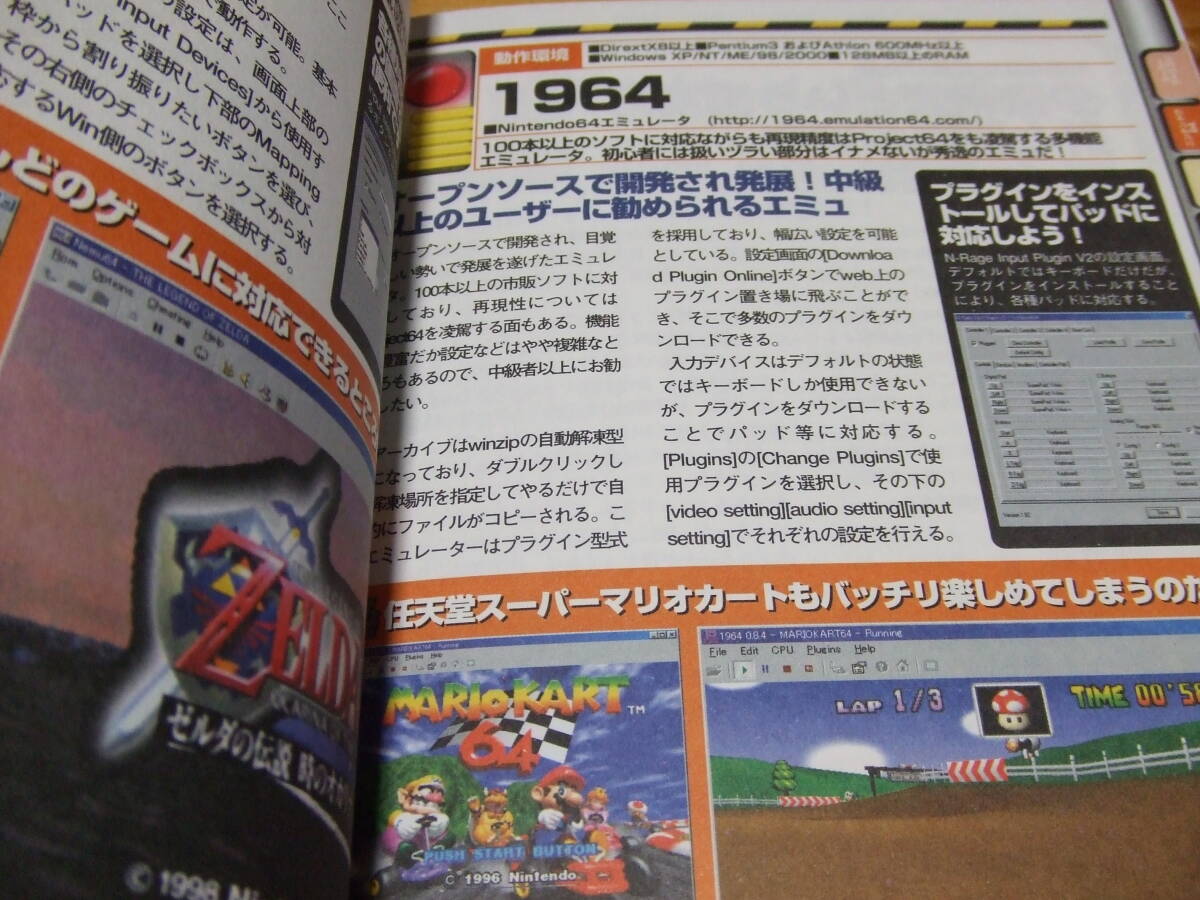 が可能。基本
で動作する。
の設定は、画面上部の
Input Devices]から使用す
ッドを選択し下部のMapping
枠から割り振りたいボタンを選び、
その右側のチェックボックスから対
応するWin側のボタンを選択する。
どのゲームに対応できるところ
Nemu64 - THE LEGEND OF ZELDA
Rom Options Plugins Help
ZELDA
ゼルダの伝説 時のオカ
© 1998 Ni
動作環境
■DirextX8以上■Pentium3 およびAthlon 600MHz以上
■Windows XP/NT/ME/98/2000■128MB以上のRAM
1964
■Nintendo64エミュレータ (http://1964.emulation64.com/)
100本以上のソフトに対応ながらも再現精度はProject64をも凌駕する多機能
エミュレータ。初心者には扱いヅラい部分はイナメないが秀逸のエミュだ!
ープンソースで開発され発展!中級
以上のユーザーに勧められるエミュ
オープンソースで開発され、目覚
い勢いで発展を遂げたエミュレ
タ。100本以上の市販ソフトに対
しており、再現性については
ject64を凌駕する面もある。機能
豊富だか設定などはやや複雑なと
ろもあるので、中級者以上にお勧
したい。
アーカイブはwinzipの自動解凍型
になっており、ダブルクリックし
解凍場所を指定してやるだけで自
的にファイルがコピーされる。こ
エミュレーターはプラグイン型式
を採用しており、幅広い設定を可能
としている。設定画面の[Downloa
d Plugin Online]ボタンでweb上の
プラグイン置き場に飛ぶことがで
き、そこで多数のプラグインをダウ
ンロードできる。
入力デバイスはデフォルトの状態
ではキーボードしか使用できない
が、プラグインをダウンロードする
ことでパッド等に対応する。
[Plugins]の[Change Plugins]で使
用プラグインを選択し、その下の
[video setting][audio setting][input
setting]でそれぞれの設定を行える。
プラグインをインス
トールしてパッドに
対応しよう!
N-Rage Input Plugin V2の設定画面。
デフォルトではキーボードだけだが、
プラグインをインストールすること
により、各種パッドに対応する。
任天堂スーパーマリオカートもバッチリ楽しめてしまうのだ
CPU Plugins Help
MARIOKART
64
TM
PUSH START BUTTON
© 1996 Nintendo
1964 0.8.4 - MARIOKART64 - Running
File Edit CPU Plugins Help
LAP 1/3
TIME 00'58